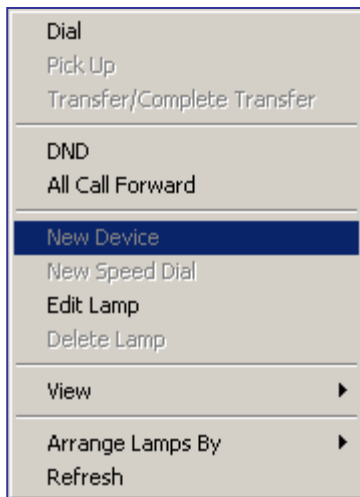 Dial
Pick Up
Transfer/Complete Transfer
DND
All Call Forward
New Device
New Speed Dial
Edit Lamp
Delete Lamp
View
Arrange Lamps By
Refresh